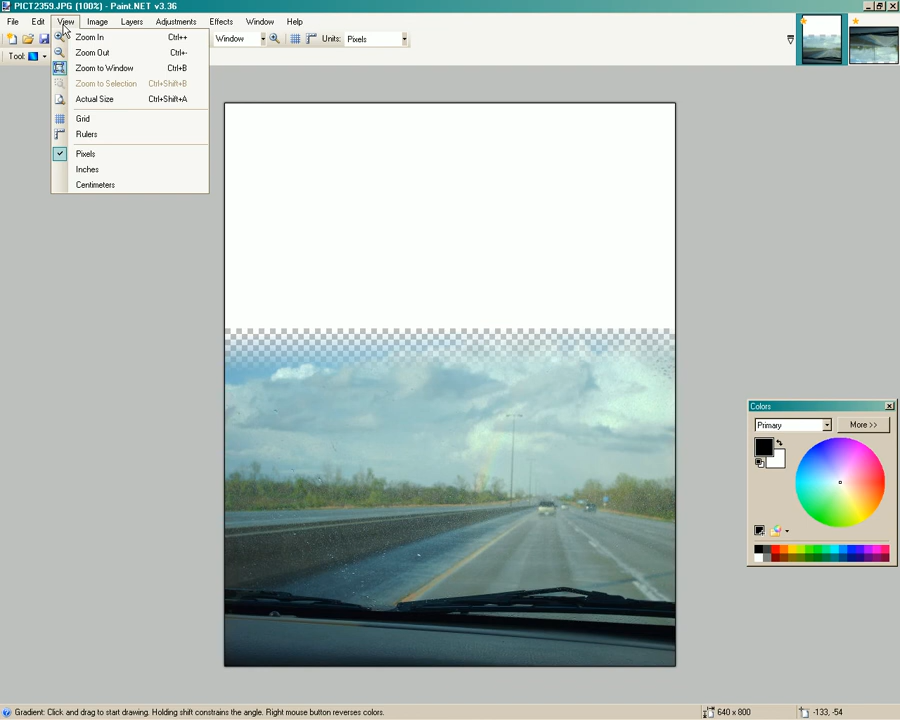 PICT2359.JPG (100%) - Paint.NET v3.36
File Edit View Image Layers Adjustments Effects Window Help
Window Units: Pixels
Tool:
Zoom In Ctrl++
Zoom Out Ctrl+-
Zoom to Window Ctrl+B
Zoom to Selection Ctrl+Shift+B
Actual Size Ctrl+Shift+A
Grid
Rulers
Pixels
Inches
Centimeters
Colors
Primary More >>
Gradient: Click and drag to start drawing. Holding shift constrains the angle. Right mouse button reverses colors. 640 x 800 -133, -54